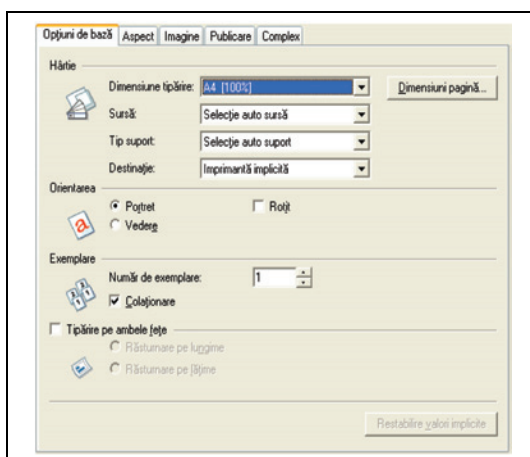 Opțiuni de bază Aspect Imagine Publicare Complex
Hârtie
Dimensiune tipărire: A4 [100%] Dimensiuni pagină...
Sursă: Selecție auto sursă
Tip suport: Selecție auto suport
Destinație: Imprimantă implicită
Orientarea
Portret Rotit
Vedere
Exemplare
Număr de exemplare: 1
Colaționare
Tipărire pe ambele fețe
Răsturnare pe lungime
Răsturnare pe lățime
Restabilire valori implicite